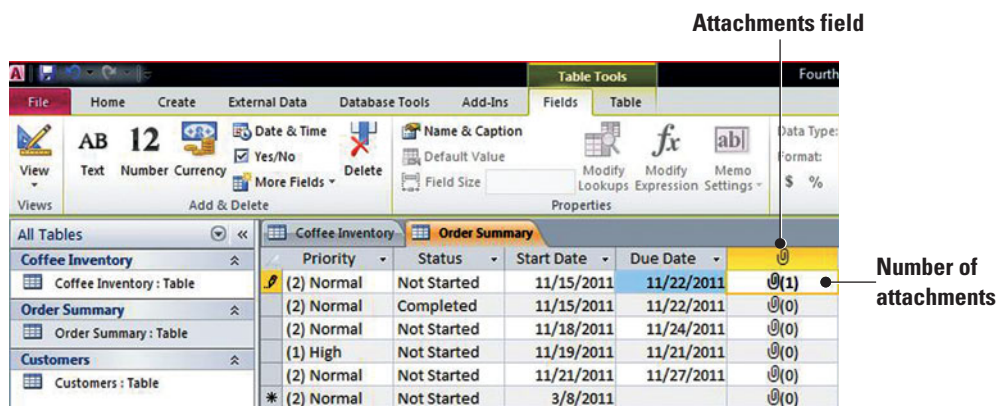 Attachments field
A
Table Tools
Fourth
File Home Create External Data Database Tools Add-Ins Fields Table
View
Views
AB Text
12 Number
Currency
Date & Time
Yes/No
More Fields
Delete
Add & Delete
Name & Caption
Default Value
Field Size
Modify Lookups
fx Modify Expression
ab| Memo Settings
Properties
Data Type:
Format:
$ %
All Tables «
Coffee Inventory
Coffee Inventory : Table
Order Summary
Order Summary : Table
Customers
Customers : Table
Coffee Inventory Order Summary
Priority Status Start Date Due Date
(2) Normal Not Started 11/15/2011 11/22/2011 (1)
(2) Normal Completed 11/15/2011 11/22/2011 (0)
(2) Normal Not Started 11/18/2011 11/24/2011 (0)
(1) High Not Started 11/19/2011 11/21/2011 (0)
(2) Normal Not Started 11/21/2011 11/27/2011 (0)
* (2) Normal Not Started 3/8/2011 (0)
Number of
attachments